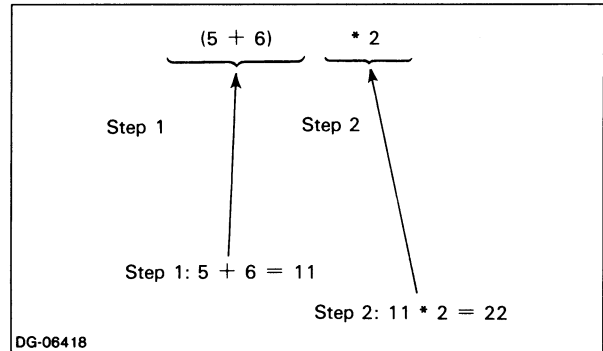 (5 + 6) * 2
Step 1 Step 2
Step 1: 5 + 6 = 11
Step 2: 11 * 2 = 22
DG-06418